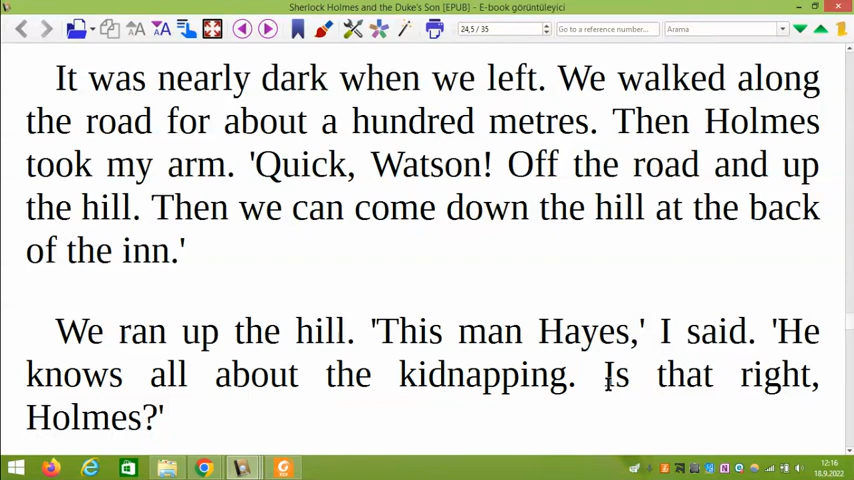 Sherlock Holmes and the Duke's Son [EPUB] - E-book görüntüleyici
24,5 / 35
Go to a reference number...
Arama
It was nearly dark when we left. We walked along
the road for about a hundred metres. Then Holmes
took my arm. 'Quick, Watson! Off the road and up
the hill. Then we can come down the hill at the back
of the inn.'
We ran up the hill. 'This man Hayes,' I said. 'He
knows all about the kidnapping. Is that right,
Holmes?'
12:16
18.9.2022